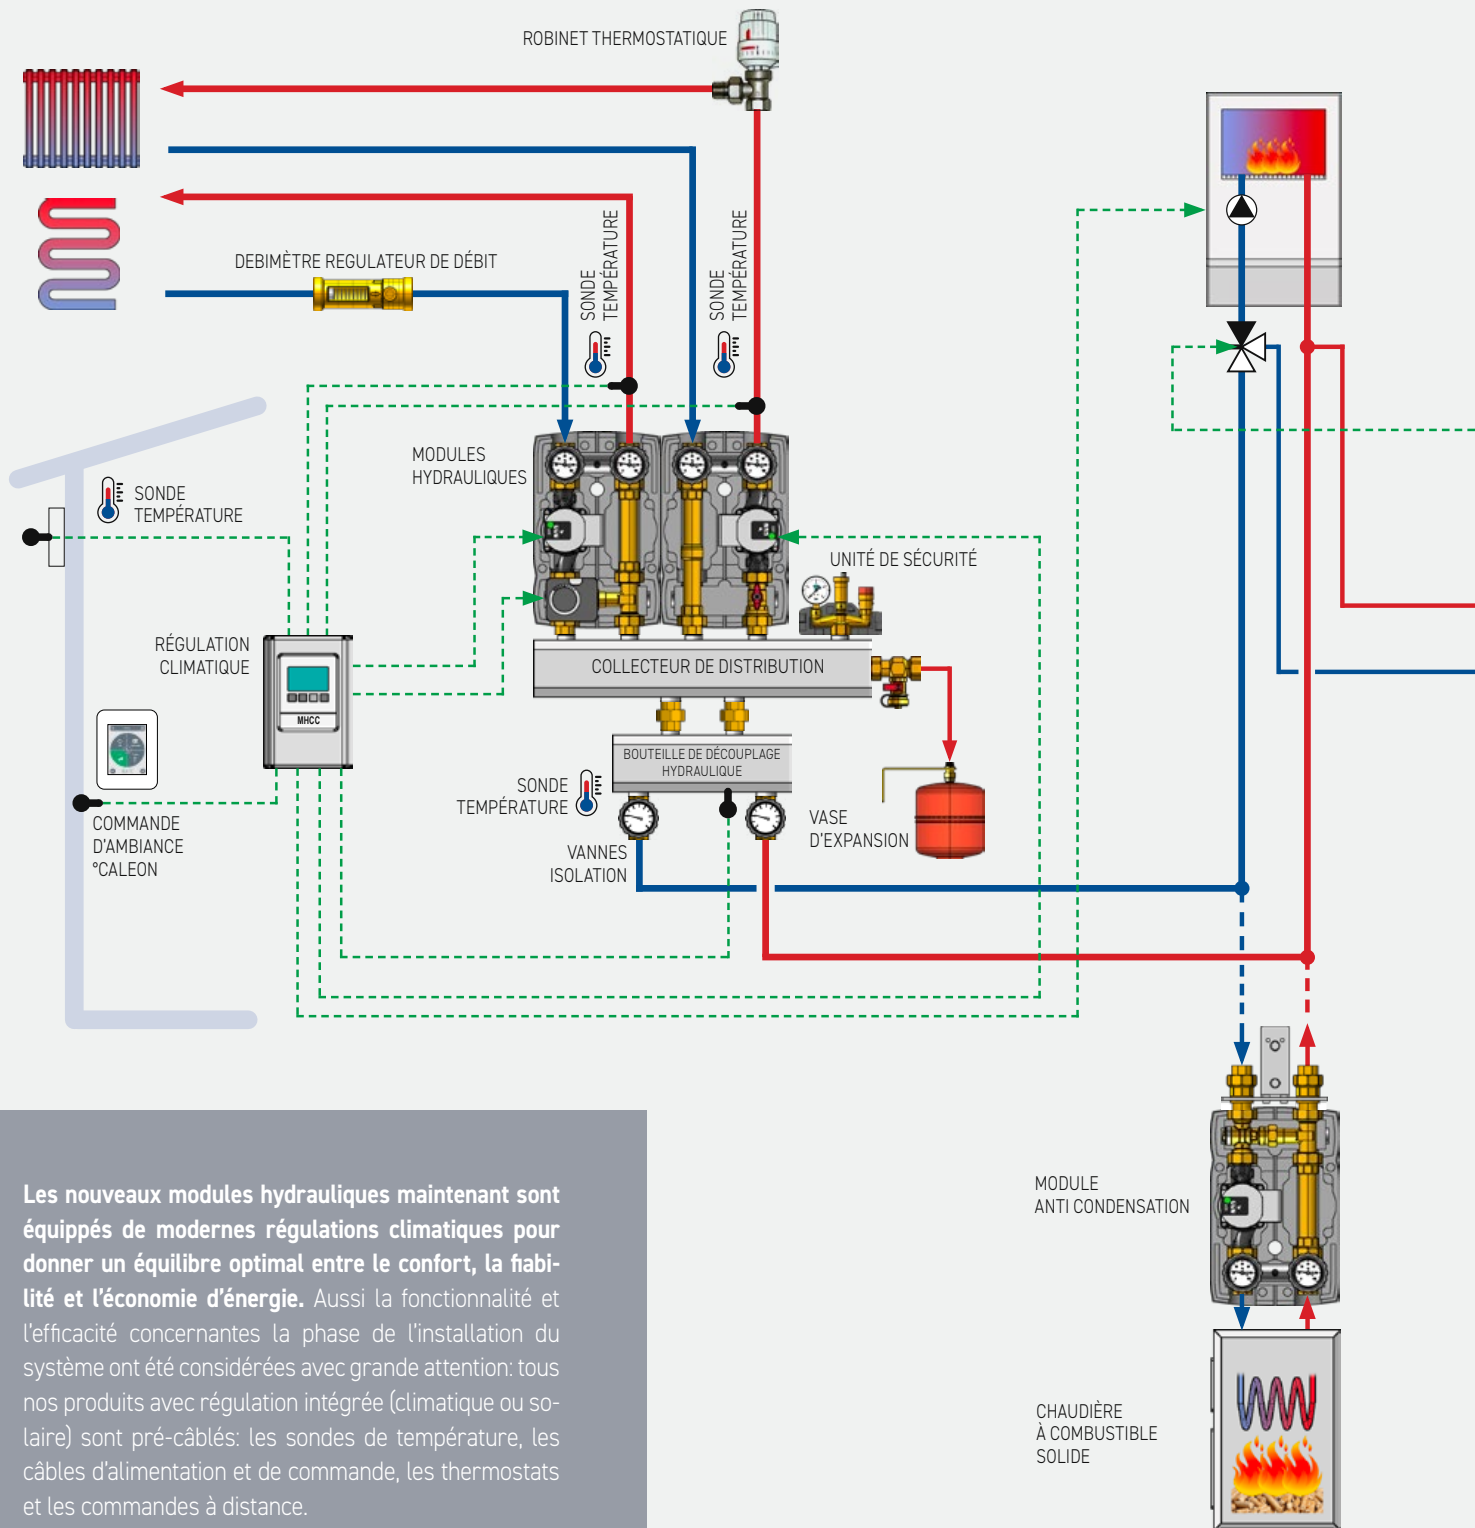 ROBINET THERMOSTATIQUE
DEBIMÈTRE REGULATEUR DE DÉBIT
SONDE
TEMPÉRATURE
SONDE
TEMPÉRATURE
MODULES
HYDRAULIQUES
SONDE
TEMPÉRATURE
UNITÉ DE SÉCURITÉ
RÉGULATION
CLIMATIQUE
MHCC
COLLECTEUR DE DISTRIBUTION
BOUTEILLE DE DÉCOUPLAGE
HYDRAULIQUE
SONDE
TEMPÉRATURE
VANNES
ISOLATION
VASE
D'EXPANSION
COMMANDE
D'AMBIANCE
°CALEON
MODULE
ANTI CONDENSATION
CHAUDIÈRE
À COMBUSTIBLE
SOLIDE
Les nouveaux modules hydrauliques maintenant sont
équippés de modernes régulations climatiques pour
donner un équilibre optimal entre le confort, la fiabi-
lité et l'économie d'énergie. Aussi la fonctionnalité et
l'efficacité concernantes la phase de l'installation du
système ont été considérées avec grande attention: tous
nos produits avec régulation intégrée (climatique ou so-
laire) sont pré-câblés: les sondes de température, les
câbles d'alimentation et de commande, les thermostats
et les commandes à distance.